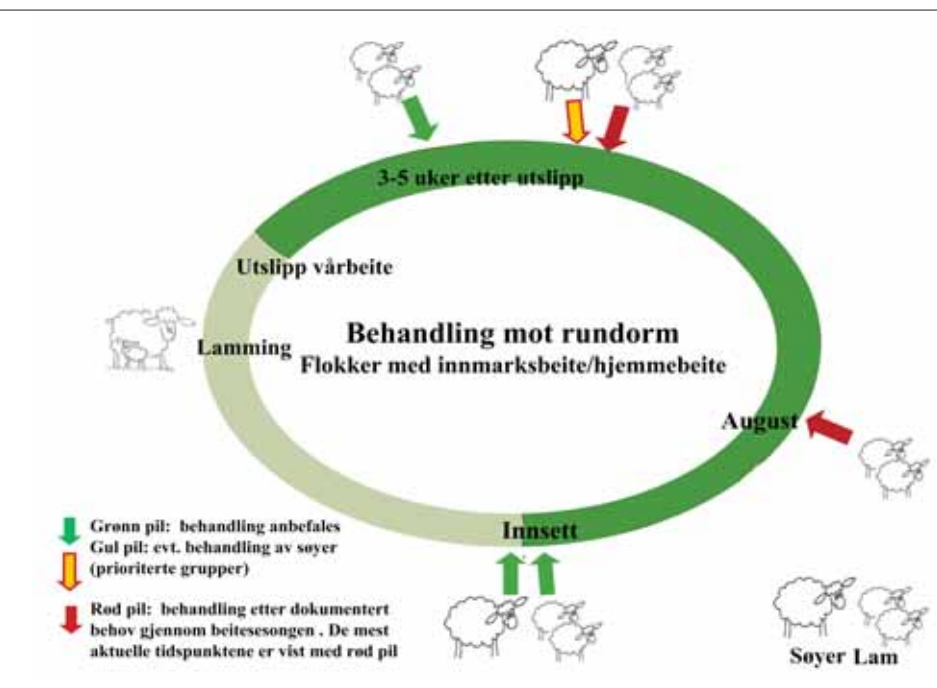 3-5 uker etter utslipp
Utslipp vårbeite
Behandling mot rundorm
Lamming
Flokker med innmarksbeite/hjemmebeite
August
Innsett
Grønn pil: behandling anbefales
Gul pil: evt. behandling av søyer
(prioriterte grupper)
Rød pil: behandling etter dokumentert
behov gjennom beitesesongen . De mest
aktuelle tidspunktene er vist med rød pil
Søyer Lam